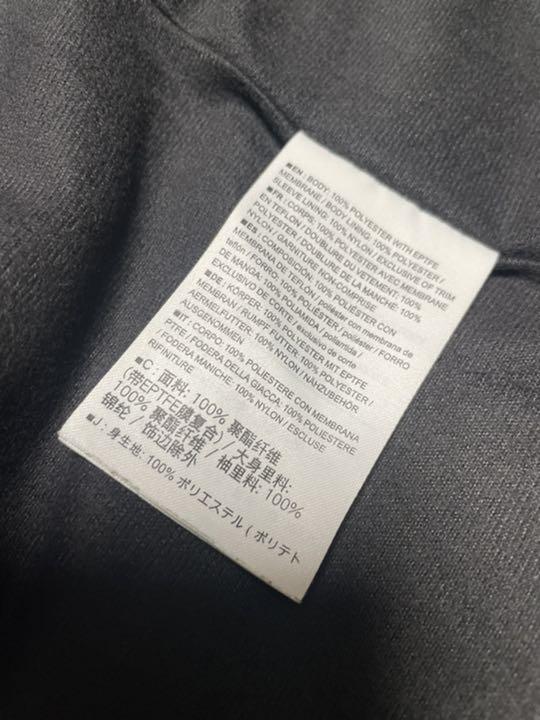 ■EN: BODY: 100% POLYESTER WITH EPTFE
MEMBRANE / BODY LINING: 100% POLYESTER /
SLEEVE LINING: 100% NYLON / EXCLUSIVE OF TRIM
■FR: CORPS: 100% POLYESTER AVEC MEMBRANE
EN TEFLON / DOUBLURE DU VETEMENT: 100%
POLYESTER / DOUBLURE DE LA MANCHE: 100%
NYLON / GARNITURE NON-COMPRISE
■ES: COMPOSICIÓN: 100% POLIÉSTER CON
MEMBRANA DE TEFLON / poliéster con membrana de
teflón / FORRO: 100% POLIÉSTER / poliéster / FORRO
DE MANGA: 100% POLIAMIDA / poliamida /
EXCLUSIVO DE CORTE / exclusivo de corte
■DE: KÖRPER: 100% POLYESTER MIT EPTFE
MEMBRAN / RUMPF FUTTER: 100% POLYESTER /
AERMELFUTTER: 100% NYLON / NÄHZUBEHÖR
AUSGENOMMEN
■IT: CORPO: 100% POLIESTERE CON MEMBRANA
EPTFE / FODERA DELLA GIACCA: 100% POLIESTERE
/ FODERA MANICHE: 100% NYLON / ESCLUSE
RIFINITURE
■C: 面料: 100% 聚酯纤维
(带EPTFE膜复合) / 大身里料:
100% 聚酯纤维 / 袖里料: 100%
锦纶 / 饰边除外
■J: 身生地: 100% ポリエステル ( ポリテト